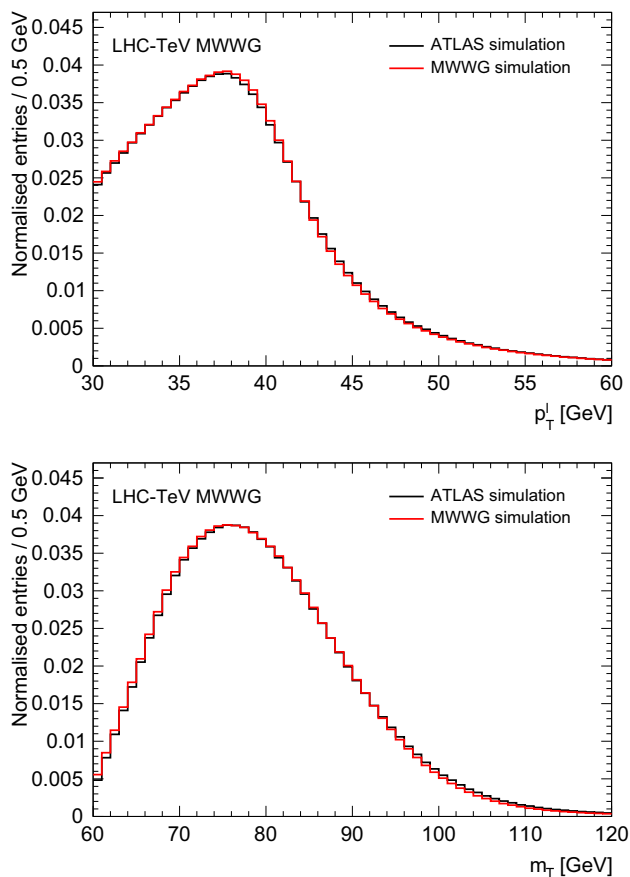 LHC-TeV MWWG
ATLAS simulation
MWWG simulation
Normalised entries / 0.5 GeV
0.045
0.04
0.035
0.03
0.025
0.02
0.015
0.01
0.005
0
30 35 40 45 50 55 60
p_T^l [GeV]
LHC-TeV MWWG
ATLAS simulation
MWWG simulation
Normalised entries / 0.5 GeV
0.045
0.04
0.035
0.03
0.025
0.02
0.015
0.01
0.005
0
60 70 80 90 100 110 120
m_T [GeV]